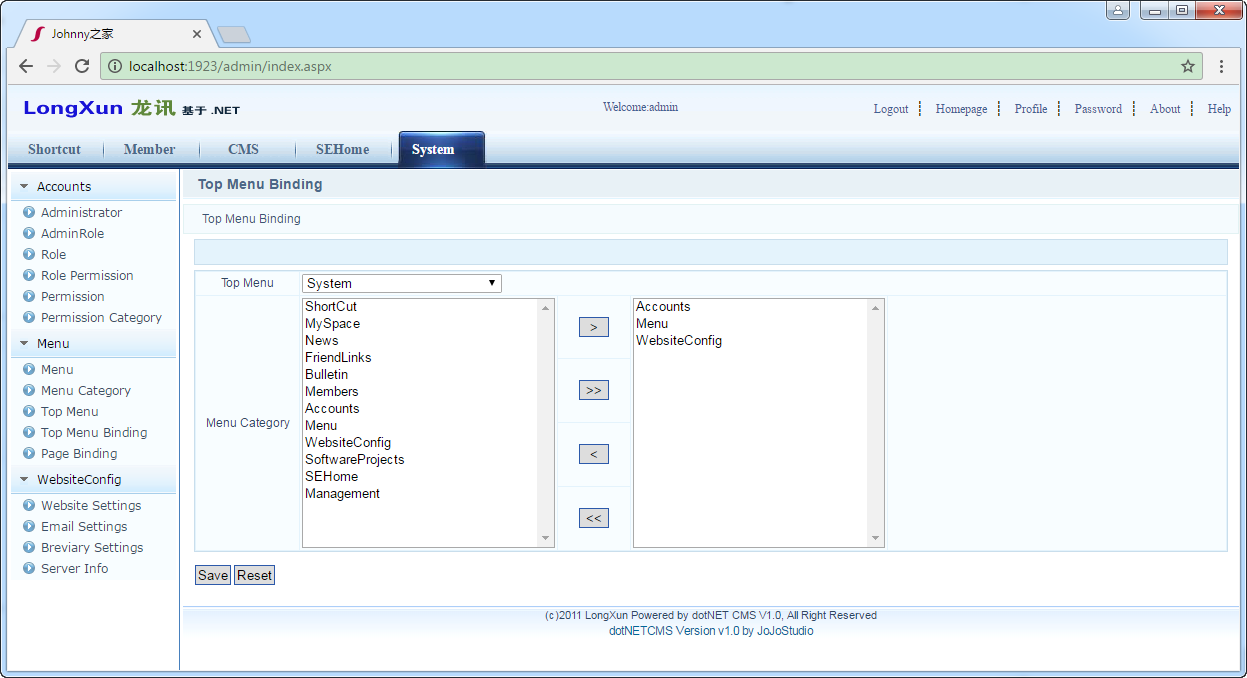 Johnny之家
localhost:1923/admin/index.aspx
LongXun 龙讯 基于 .NET
Welcome:admin
Logout Homepage Profile Password About Help
Shortcut Member CMS SEHome System
Accounts
Administrator
AdminRole
Role
Role Permission
Permission
Permission Category
Menu
Menu
Menu Category
Top Menu
Top Menu Binding
Page Binding
WebsiteConfig
Website Settings
Email Settings
Breviary Settings
Server Info
Top Menu Binding
Top Menu Binding
Top Menu System
Menu Category
ShortCut
MySpace
News
FriendLinks
Bulletin
Members
Accounts
Menu
WebsiteConfig
SoftwareProjects
SEHome
Management
>
>>
<
<<
Accounts
Menu
WebsiteConfig
Save Reset
(c)2011 LongXun Powered by dotNET CMS V1.0, All Right Reserved
dotNETCMS Version v1.0 by JoJoStudio